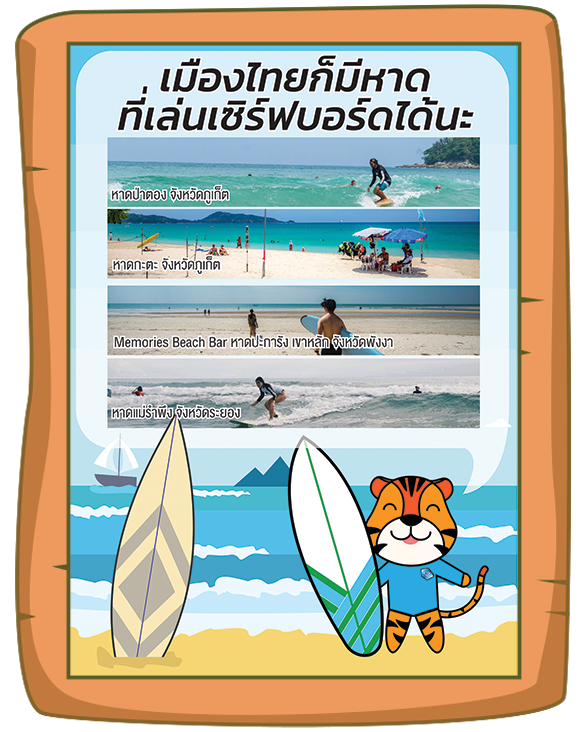 เมืองไทยก็มีหาด
ที่เล่นเซิร์ฟบอร์ดได้นะ
หาดป่าตอง จังหวัดภูเก็ต
หาดกะตะ จังหวัดภูเก็ต
Memories Beach Bar หาดปะการัง เขาหลัก จังหวัดพังงา
หาดแม่รำพึง จังหวัดระยอง